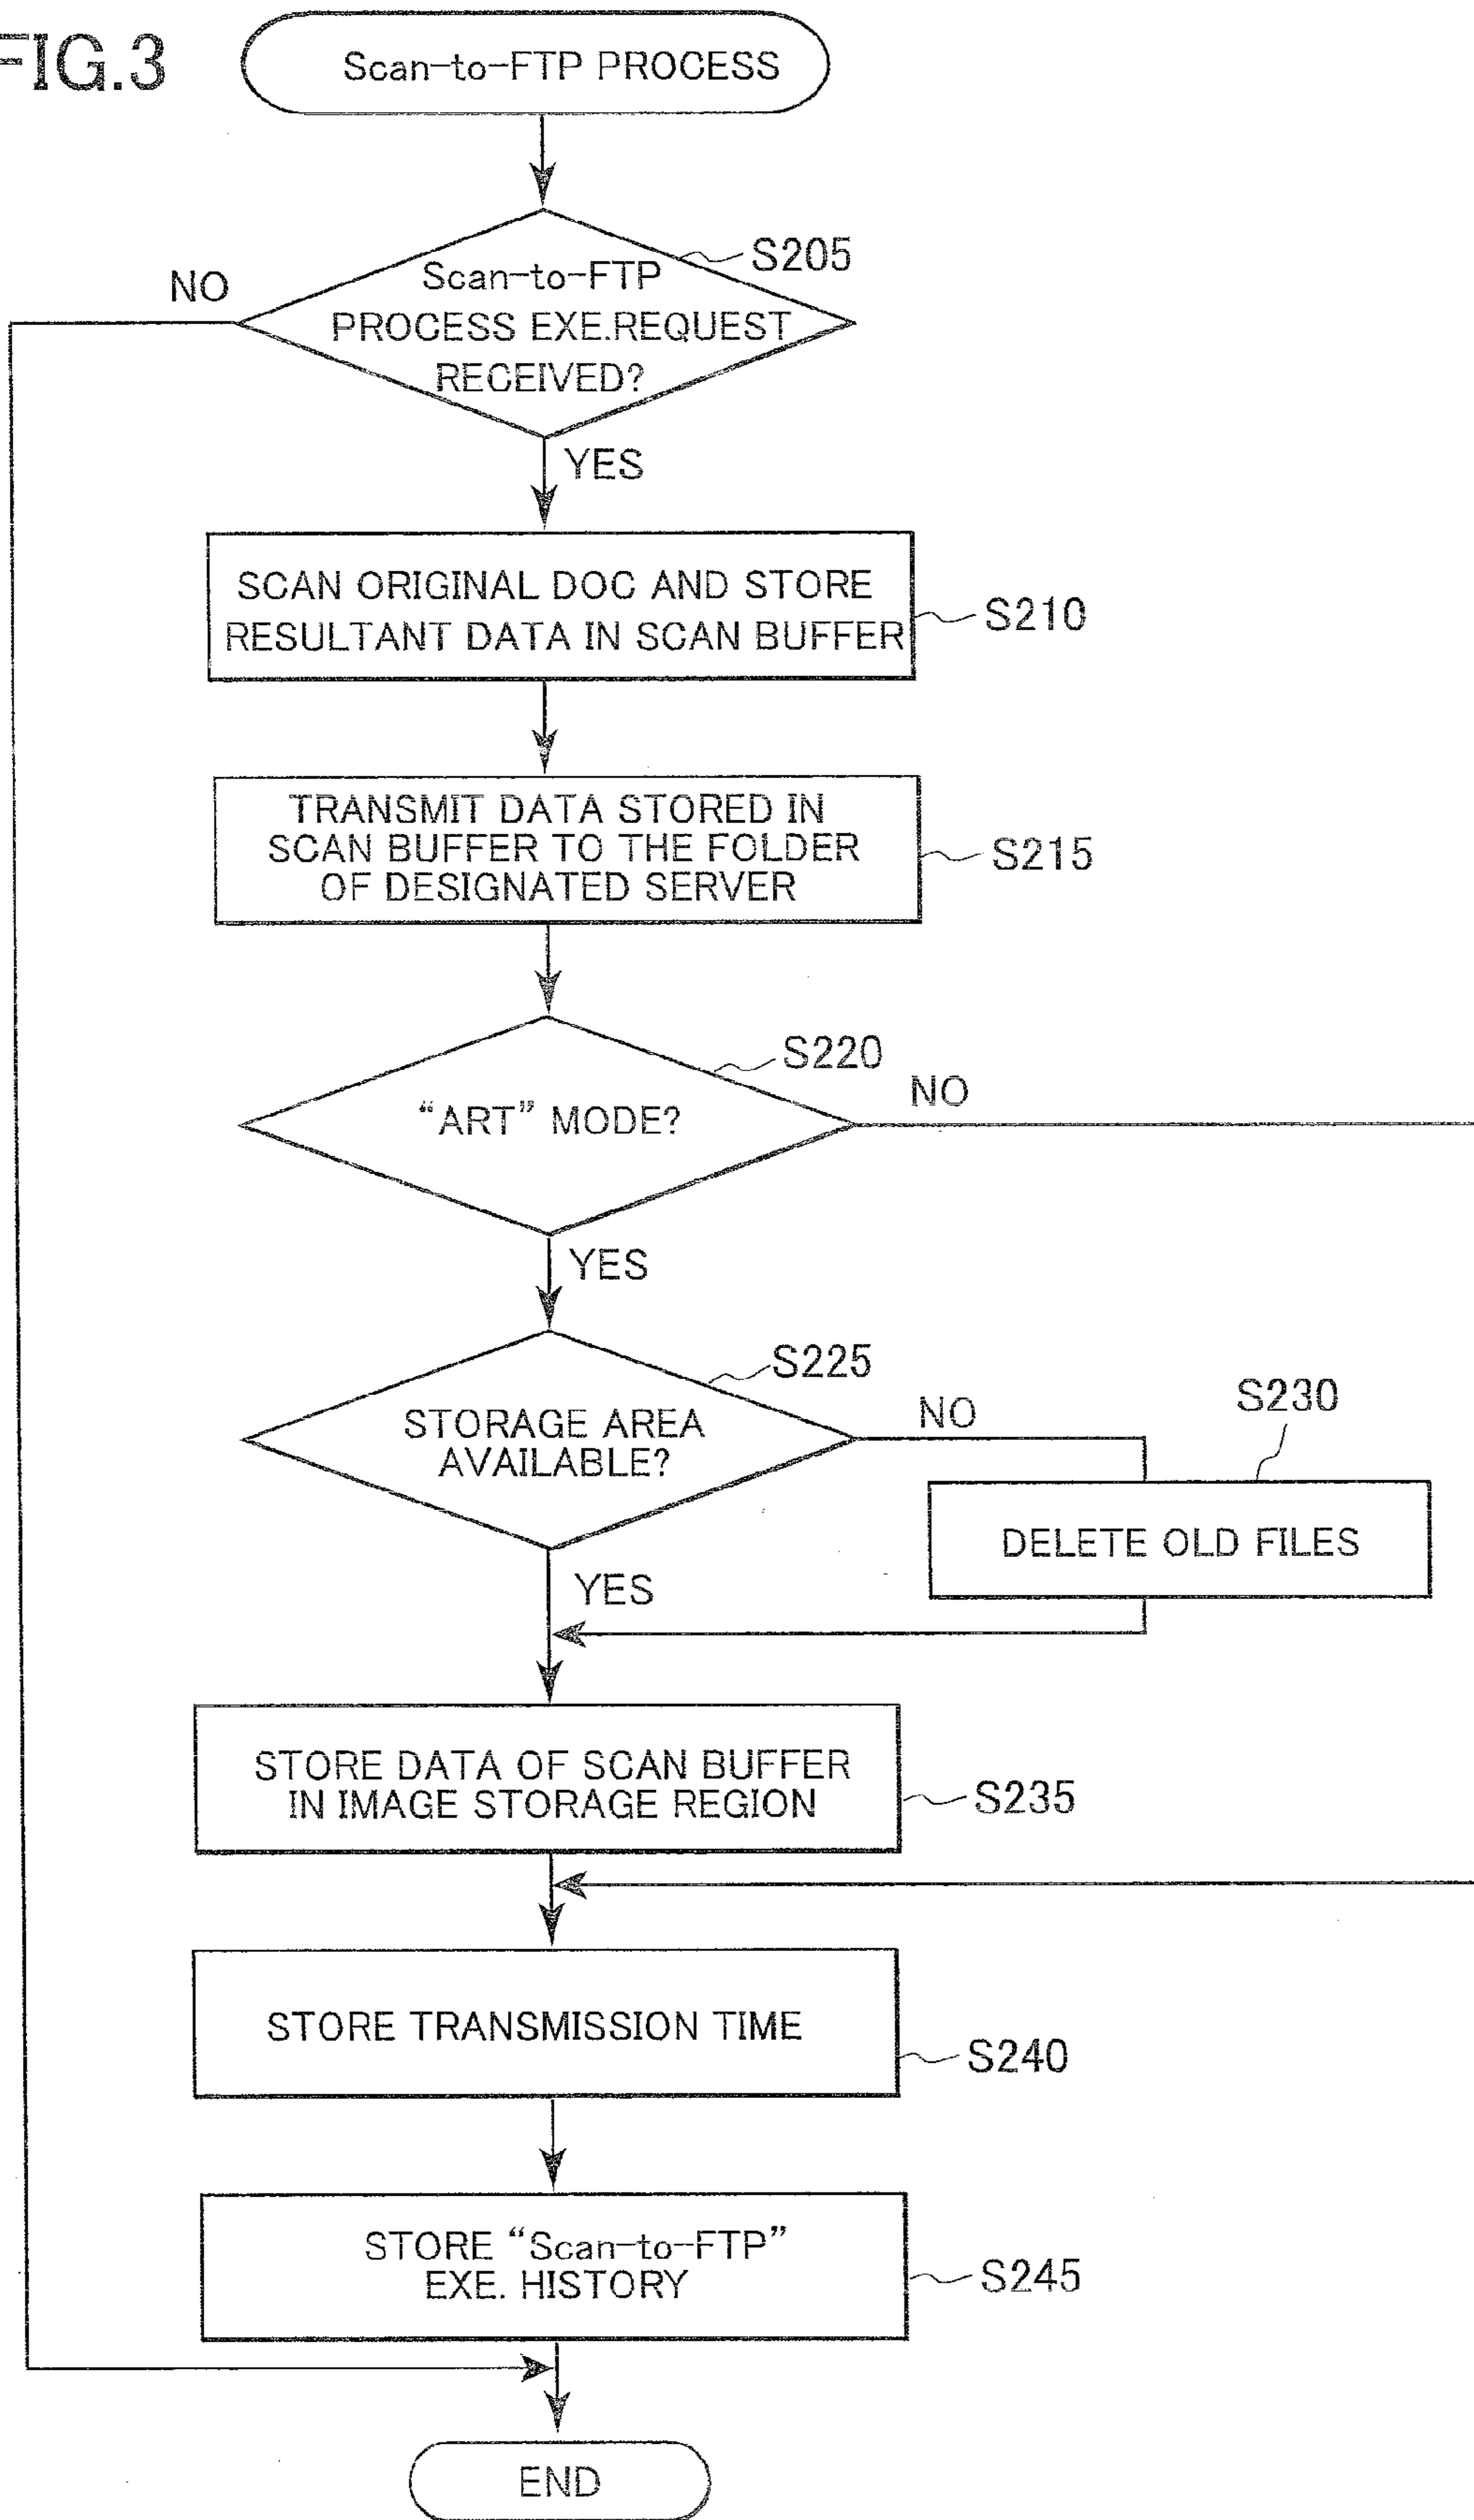 FIG.3
Scan-to-FTP PROCESS
S205
NO
Scan-to-FTP
PROCESS EXE.REQUEST
RECEIVED?
YES
SCAN ORIGINAL DOC AND STORE
RESULTANT DATA IN SCAN BUFFER
S210
TRANSMIT DATA STORED IN
SCAN BUFFER TO THE FOLDER
OF DESIGNATED SERVER
S215
S220
NO
“ART” MODE?
YES
S225
NO
S230
STORAGE AREA
AVAILABLE?
DELETE OLD FILES
YES
STORE DATA OF SCAN BUFFER
IN IMAGE STORAGE REGION
S235
STORE TRANSMISSION TIME
S240
STORE “Scan-to-FTP”
EXE. HISTORY
S245
END